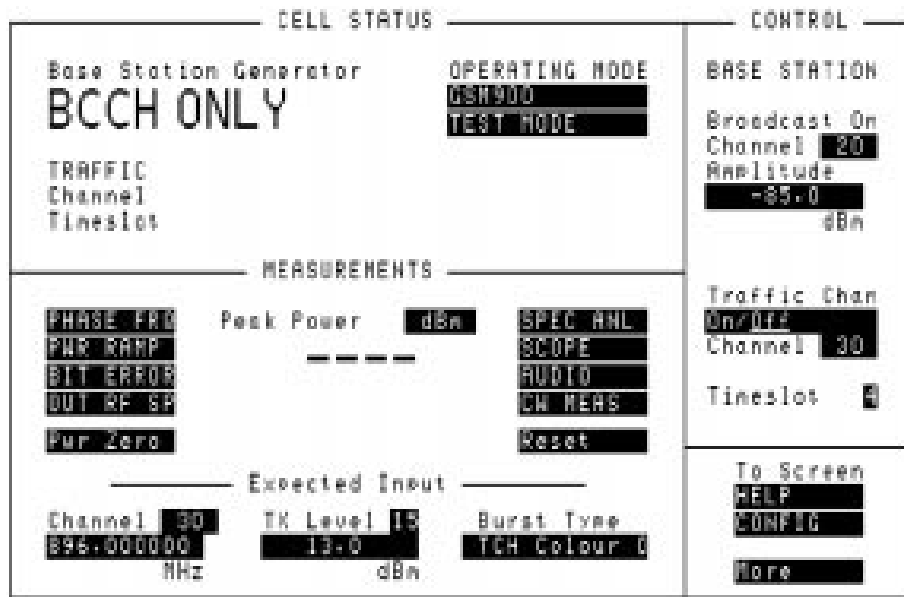 CELL STATUS
Base Station Generator
BCCH ONLY
TRAFFIC
Channel
Timeslot
OPERATING MODE
GSM900
TEST MODE
MEASUREMENTS
PHASE FRQ
PWR RAMP
BIT ERROR
OUT RF SP
Pwr Zero
Peak Power dBm
----
SPEC ANL
SCOPE
AUDIO
CW MEAS
Reset
Expected Input
Channel 30
896.000000
MHz
TX Level 15
13.0
dBm
Burst Type
TCH Colour 0
CONTROL
BASE STATION
Broadcast On
Channel 20
Amplitude
-85.0
dBm
Traffic Chan
On/Off
Channel 30
Timeslot 4
To Screen
HELP
CONFIG
More